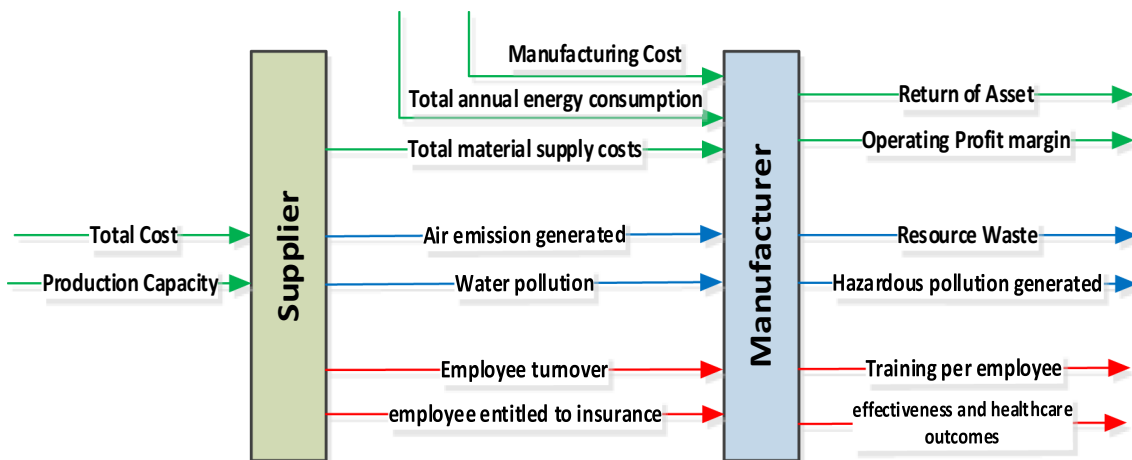 Manufacturing Cost
Total annual energy consumption
Total material supply costs
Return of Asset
Operating Profit margin
Total Cost
Production Capacity
Supplier
Air emission generated
Water pollution
Manufacturer
Resource Waste
Hazardous pollution generated
Employee turnover
employee entitled to insurance
Training per employee
effectiveness and healthcare
outcomes